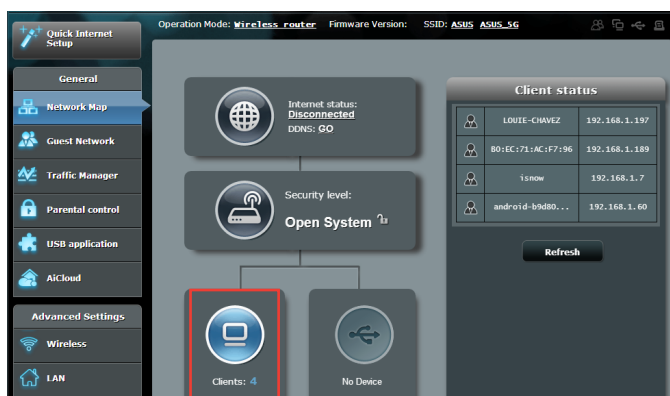 Quick Internet
Setup
Operation Mode: Wireless router Firmware Version: SSID: ASUS ASUS_5G
General
Network Map
Guest Network
Traffic Manager
Parental control
USB application
AiCloud
Advanced Settings
Wireless
LAN
Internet status:
Disconnected
DDNS: GO
Security level:
Open System
Clients: 4
No Device
Client status
LOUIE-CHAVEZ 192.168.1.197
B0:EC:71:AC:F7:96 192.168.1.189
isnow 192.168.1.7
android-b9d80... 192.168.1.60
Refresh